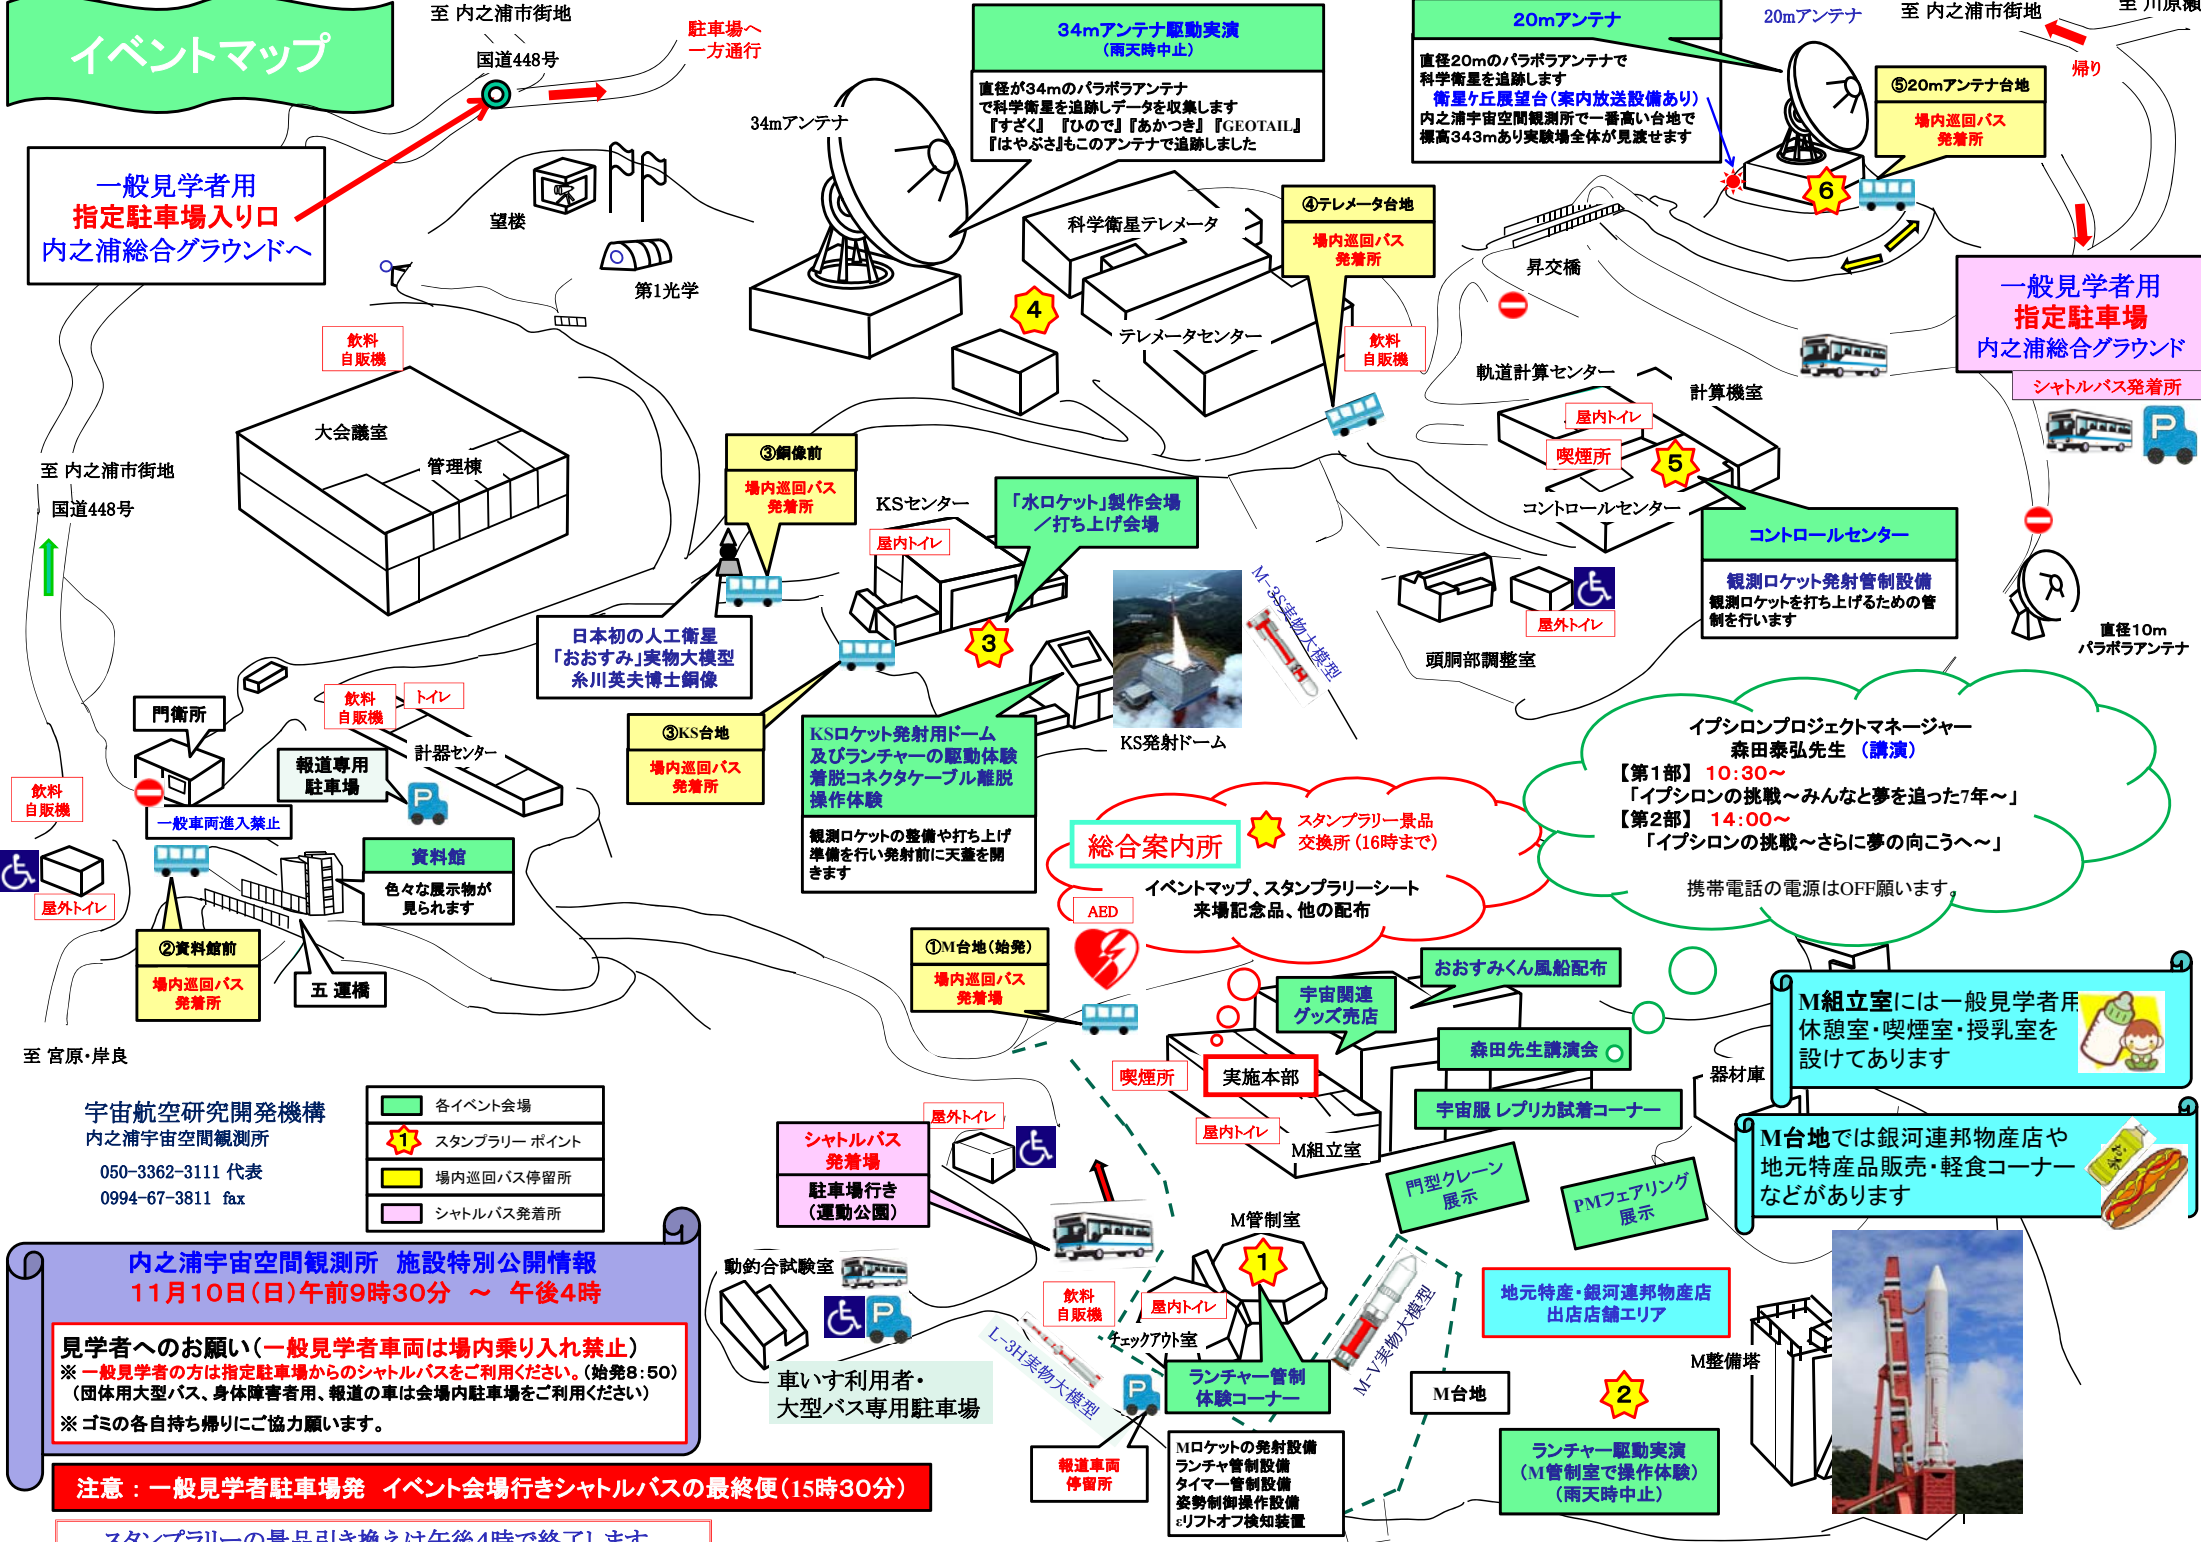 イベントマップ
至 内之浦市街地
国道448号
駐車場へ
一方通行
一般見学者用
指定駐車場入り口
内之浦総合グラウンドへ
望楼
第1光学
34mアンテナ
34mアンテナ駆動実演
(雨天時中止)
直径が34mのパラボラアンテナ
で科学衛星を追跡しデータを収集します
『すざく』 『ひので』『あかつき』『GEOTAIL』
『はやぶさ』もこのアンテナで追跡しました
20mアンテナ
直径20mのパラボラアンテナで
科学衛星を追跡します
衛星ケ丘展望台(案内放送設備あり)
内之浦宇宙空間観測所で一番高い台地で
標高343mあり実験場全体が見渡せます
20mアンテナ
至 内之浦市街地
帰り
⑤20mアンテナ台地
場内巡回バス
発着所
6
一般見学者用
指定駐車場
内之浦総合グラウンド
シャトルバス発着所
P
科学衛星テレメータ
④テレメータ台地
場内巡回バス
発着所
4
テレメータセンター
飲料
自販機
昇交橋
軌道計算センター
計算機室
屋内トイレ
喫煙所
5
コントロールセンター
コントロールセンター
観測ロケット発射管制設備
観測ロケットを打ち上げるための管
制を行います
直径10m
パラボラアンテナ
飲料
自販機
大会議室
管理棟
至 内之浦市街地
国道448号
③銅像前
場内巡回バス
発着所
KSセンター
屋内トイレ
「水ロケット」製作会場
/打ち上げ会場
3
日本初の人工衛星
「おおすみ」実物大模型
糸川英夫博士銅像
③KS台地
場内巡回バス
発着所
KSロケット発射用ドーム
及びランチャーの駆動体験
着脱コネクタケーブル離脱
操作体験
観測ロケットの整備や打ち上げ
準備を行い発射前に天蓋を開
きます
KS発射ドーム
M-3S実物大模型
頭胴部調整室
屋外トイレ
門衛所
飲料
自販機
トイレ
計器センター
報道専用
駐車場
P
飲料
自販機
一般車両進入禁止
資料館
色々な展示物が
見られます
屋外トイレ
②資料館前
場内巡回バス
発着所
五 運橋
至 宮原・岸良
総合案内所
スタンプラリー景品
交換所 (16時まで)
イベントマップ、スタンプラリーシート
来場記念品、他の配布
AED
イプシロンプロジェクトマネージャー
森田泰弘先生 (講演)
【第1部】 10:30~
「イプシロンの挑戦~みんなと夢を追った7年~」
【第2部】 14:00~
「イプシロンの挑戦~さらに夢の向こうへ~」
携帯電話の電源はOFF願います。
①M台地(始発)
場内巡回バス
発着場
おおすみくん風船配布
宇宙関連
グッズ売店
森田先生講演会
宇宙服 レプリカ試着コーナー
喫煙所
実施本部
屋内トイレ
M組立室
器材庫
M組立室には一般見学者用
休憩室・喫煙室・授乳室を
設けてあります
M台地では銀河連邦物産店や
地元特産品販売・軽食コーナー
などがあります
お茶
門型クレーン
展示
PMフェアリング
展示
宇宙航空研究開発機構
内之浦宇宙空間観測所
050-3362-3111 代表
0994-67-3811 fax
各イベント会場
1
スタンプラリー ポイント
場内巡回バス停留所
シャトルバス発着所
シャトルバス
発着場
駐車場行き
(運動公園)
屋外トイレ
M管制室
1
動釣合試験室
P
車いす利用者・
大型バス専用駐車場
飲料
自販機
屋内トイレ
チェックアウト室
L-3H実物大模型
P
ランチャー管制
体験コーナー
報道車両
停留所
Mロケットの発射設備
ランチャ管制設備
タイマー管制設備
姿勢制御操作設備
εリフトオフ検知装置
M-V実物大模型
M台地
地元特産・銀河連邦物産店
出店店舗エリア
M整備塔
2
ランチャー駆動実演
(M管制室で操作体験)
(雨天時中止)
内之浦宇宙空間観測所 施設特別公開情報
11月10日(日)午前9時30分 ~ 午後4時
見学者へのお願い(一般見学者車両は場内乗り入れ禁止)
※ 一般見学者の方は指定駐車場からのシャトルバスをご利用ください。(始発8:50)
(団体用大型バス、身体障害者用、報道の車は会場内駐車場をご利用ください)
※ ゴミの各自持ち帰りにご協力願います。
注意:一般見学者駐車場発 イベント会場行きシャトルバスの最終便(15時30分)
スタンプラリーの景品引き換えは午後4時で終了します